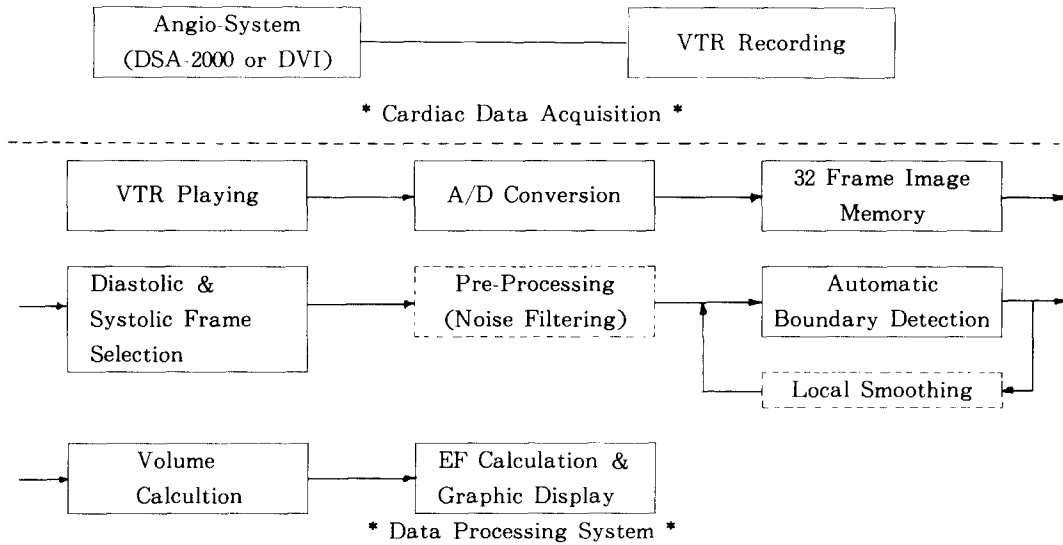 Angio-System
(DSA-2000 or DVI)
VTR Recording
* Cardiac Data Acquisition *
VTR Playing
A/D Conversion
32 Frame Image
Memory
Diastolic &
Systolic Frame
Selection
Pre-Processing
(Noise Filtering)
Automatic
Boundary Detection
Local Smoothing
Volume
Calcultion
EF Calculation &
Graphic Display
* Data Processing System *